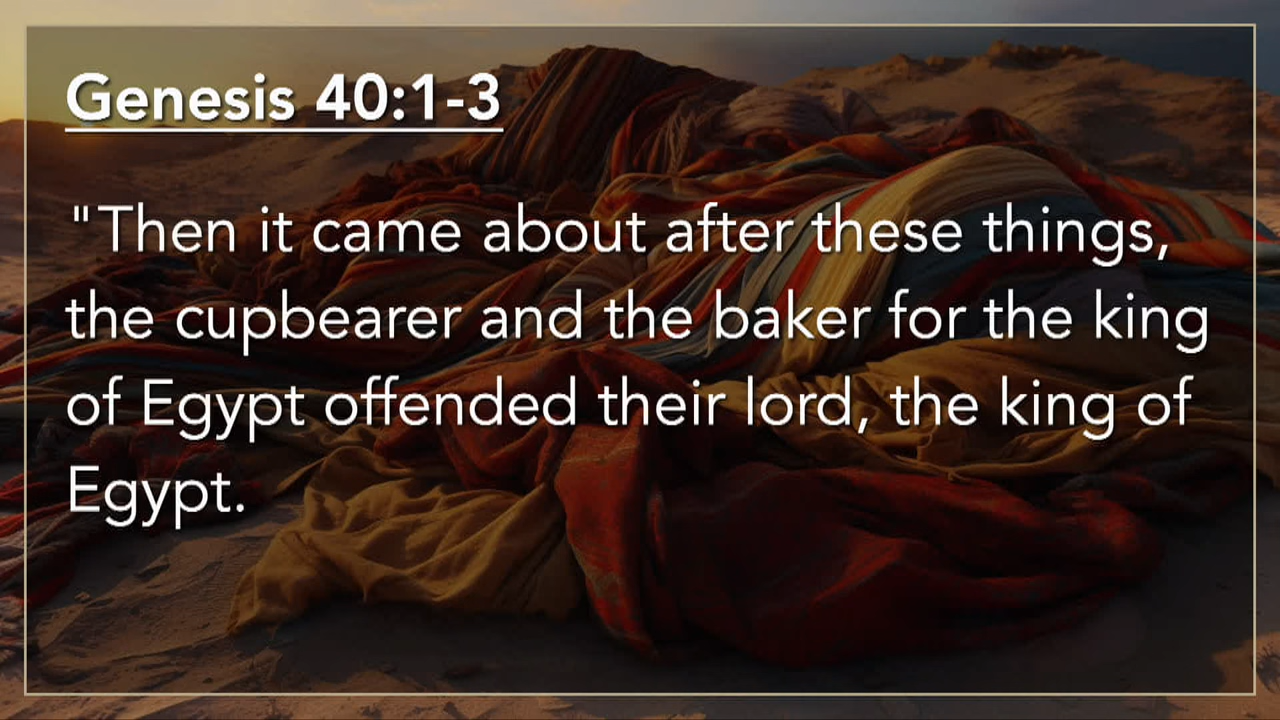 Genesis 40:1-3
"Then it came about after these things,
the cupbearer and the baker for the king
of Egypt offended their lord, the king of
Egypt.